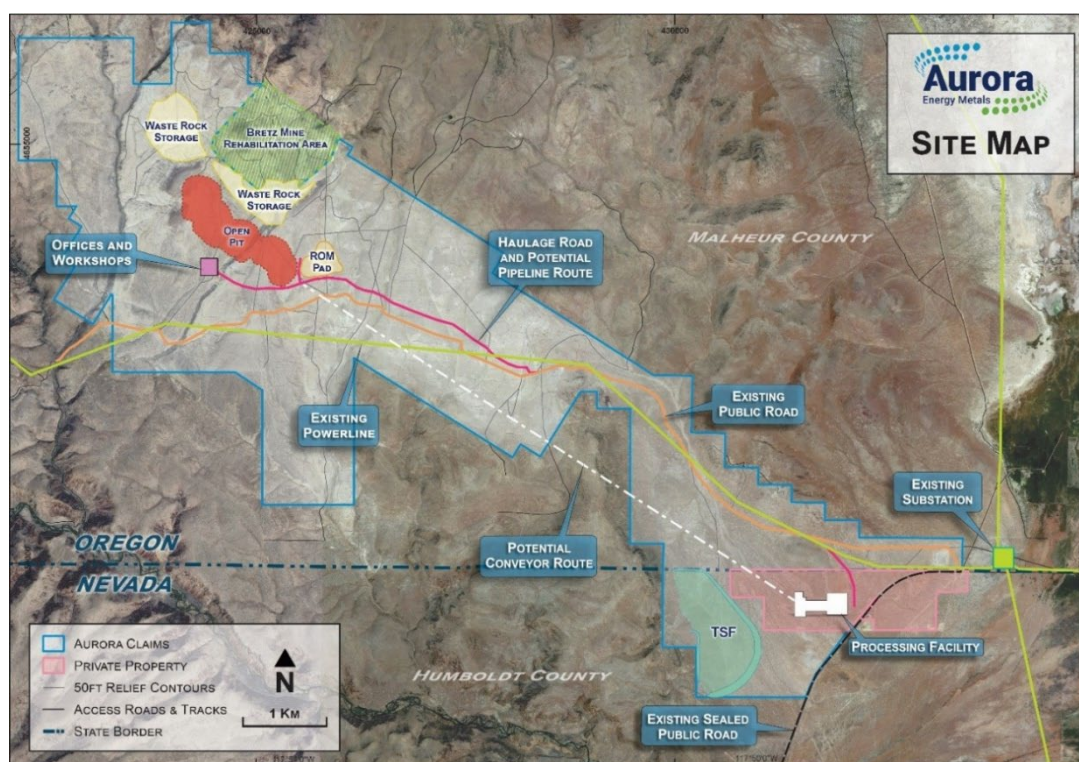 425000
430000
4655000
Aurora
Energy Metals
SITE MAP
WASTE ROCK
STORAGE
BRETZ MINE
REHABILITATION AREA
WASTE ROCK
STORAGE
OPEN
PIT
ROM
PAD
OFFICES AND
WORKSHOPS
HAULAGE ROAD
AND POTENTIAL
PIPELINE ROUTE
MALHEUR COUNTY
EXISTING
POWERLINE
EXISTING
PUBLIC ROAD
EXISTING
SUBSTATION
POTENTIAL
CONVEYOR ROUTE
OREGON
NEVADA
TSF
PROCESSING FACILITY
HUMBOLDT COUNTY
EXISTING SEALED
PUBLIC ROAD
AURORA CLAIMS
PRIVATE PROPERTY
50FT RELIEF CONTOURS
ACCESS ROADS & TRACKS
STATE BORDER
N
1 KM